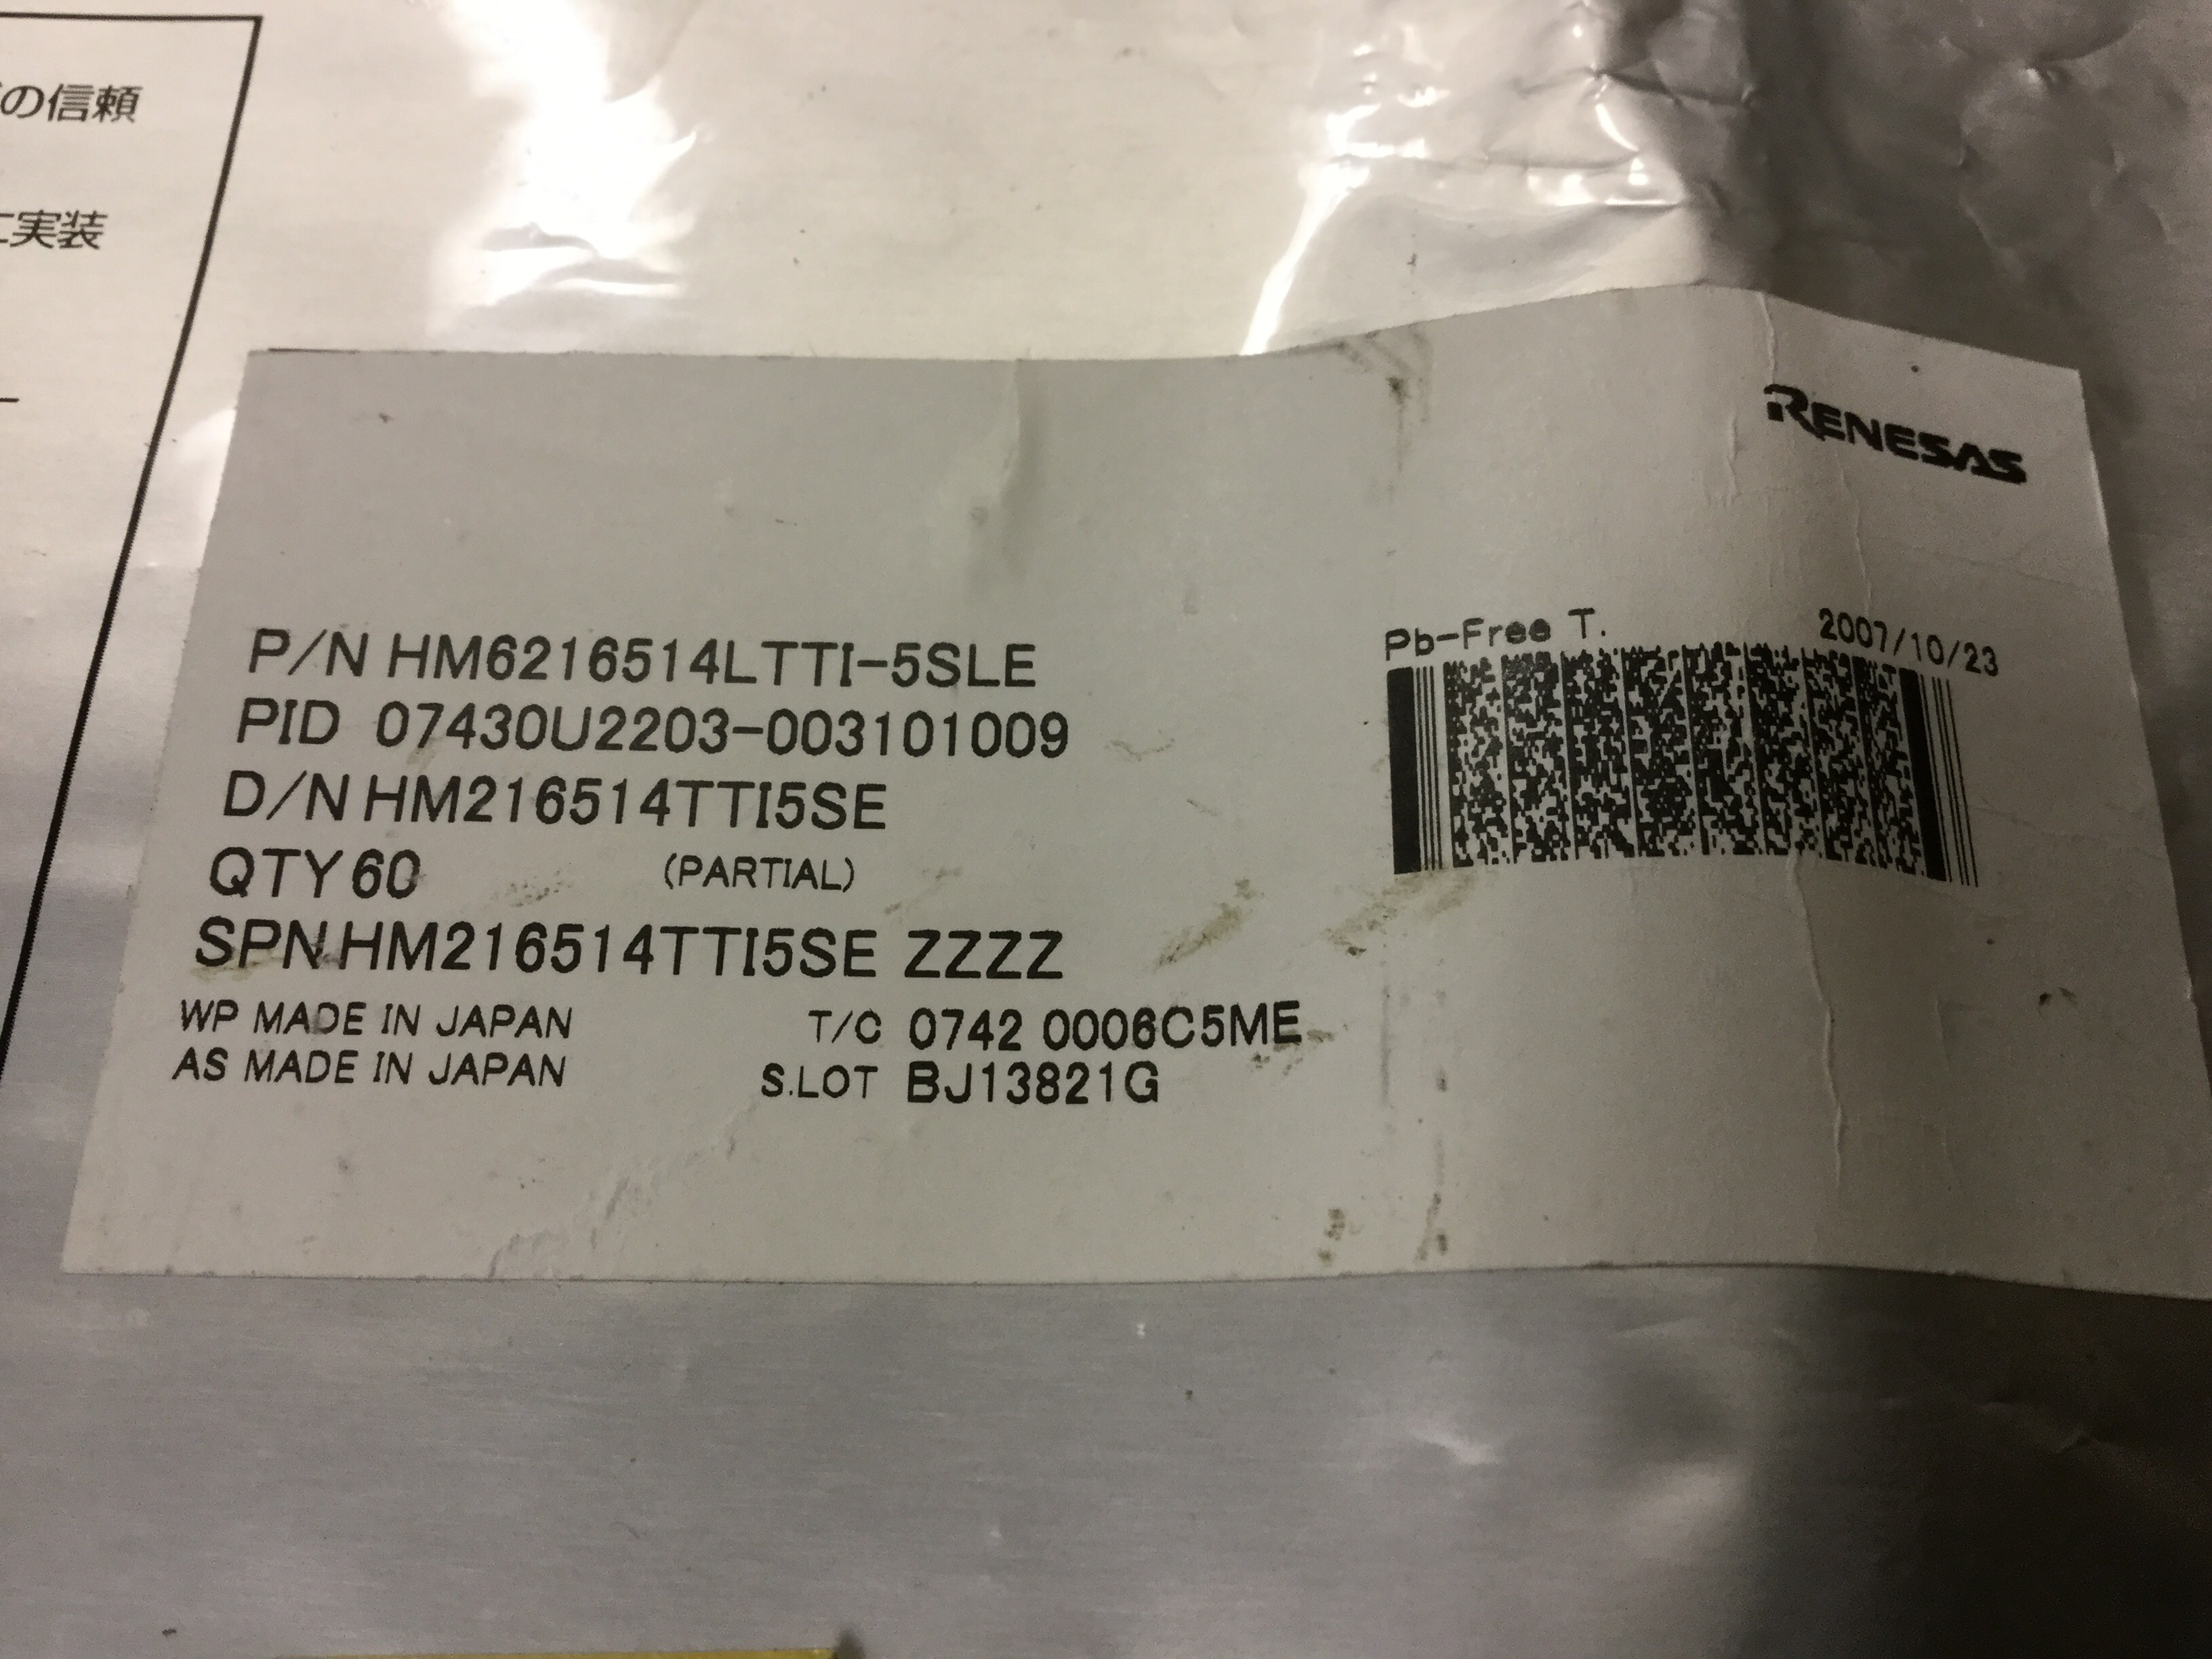 の信頼
実装
RENESAS
Pb-Free T. 2007/10/23
P/N HM6216514LTTI-5SLE
PID 07430U2203-003101009
D/N HM216514TTI5SE
QTY 60 (PARTIAL)
SPN HM216514TTI5SE ZZZZ
WP MADE IN JAPAN T/C 0742 0006C5ME
AS MADE IN JAPAN S.LOT BJ13821G